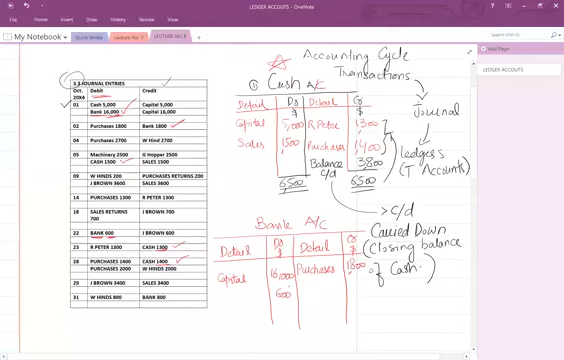 LEDGER ACCOUTS - OneNote
File Home Insert Draw History Review View
My Notebook Quick Notes Lecture No. 7 LECTURE NO 8
Add Page
LEDGER ACCOUTS
3.3 JOURNAL ENTRIES
Oct. 20X4 Debit Credit
01 Cash 5,000 Capital 5,000
Bank 16,000 Capital 16,000
02 Purchases 1800 Bank 1800
04 Purchases 2700 W Hind 2700
05 Machinery 2500 G Hopper 2500
CASH 1500 SALES 1500
09 W HINDS 200 PURCHASES RETURNS 200
J BROWN 3600 SALES 3600
14 PURCHASES 1300 R PETER 1300
18 SALES RETURNS 700 J BROWN 700
22 BANK 600 J BROWN 600
23 R PETER 1300 CASH 1300
28 PURCHASES 1400 CASH 1400
PURCHASES 2000 W HINDS 2000
29 J BROWN 3400 SALES 3400
31 W HINDS 800 BANK 800
Accounting Cycle
Transactions
Journal
Ledgers
(T Accounts)
① Cash A/C
Detail Dr $ Detail Cr $
Capital 5,000 R Peter 1300
Sales 1500 Purchases 1400
Balance c/d 3800
6500 6500
> c/d
Carried Down
(Closing balance
of Cash.)
Bank A/C
Detail Dr $ Detail Cr $
Capital 16,000 Purchases 1800
600